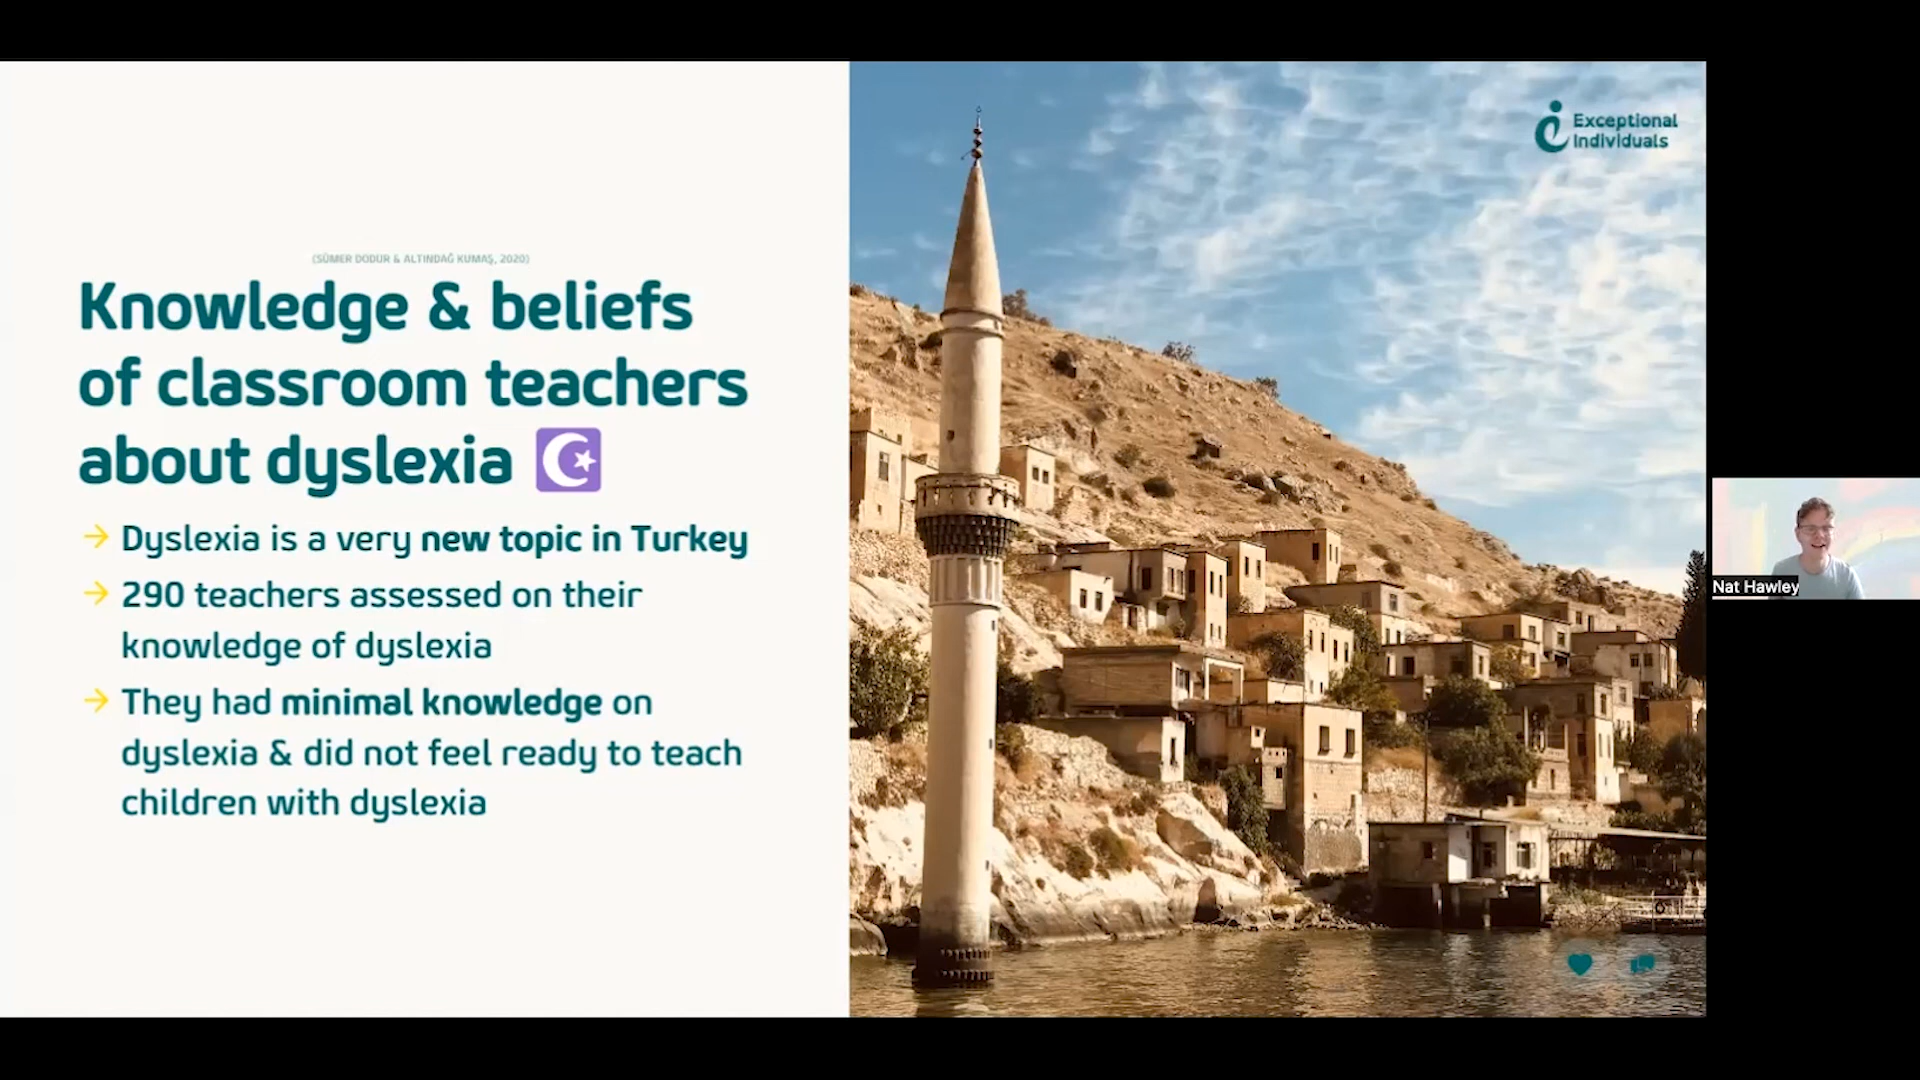 (SÜMER DODUR & ALTINDAĞ KUMAŞ, 2020)
Knowledge & beliefs
of classroom teachers
about dyslexia
Dyslexia is a very new topic in Turkey
290 teachers assessed on their
knowledge of dyslexia
They had minimal knowledge on
dyslexia & did not feel ready to teach
children with dyslexia
Exceptional
Individuals
Nat Hawley